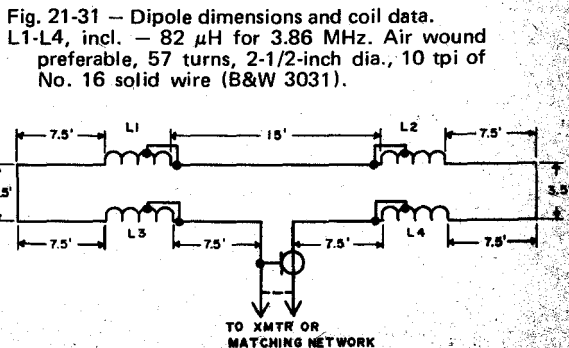 Fig. 21-31 — Dipole dimensions and coil data.
L1-L4, incl. — 82 μH for 3.86 MHz. Air wound
preferable, 57 turns, 2-1/2-inch dia., 10 tpi of
No. 16 solid wire (B&W 3031).
L1 L2
7.5' 15' 7.5'
.5' 3.5'
L3 L4
7.5' 7.5' 7.5' 7.5'
TO XMTR OR
MATCHING NETWORK